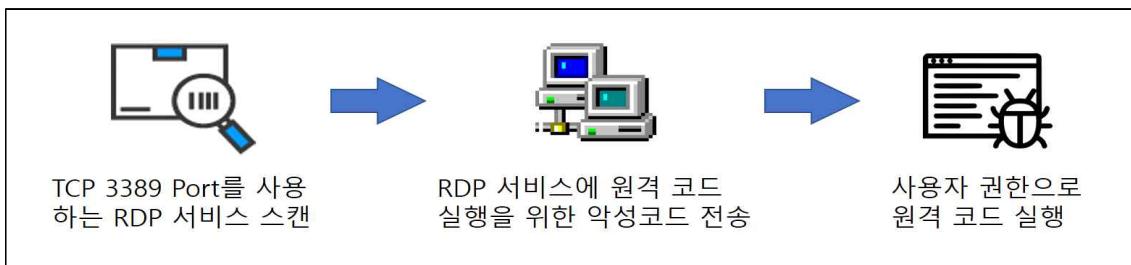 TCP 3389 Port를 사용
하는 RDP 서비스 스캔
RDP 서비스에 원격 코드
실행을 위한 악성코드 전송
사용자 권한으로
원격 코드 실행